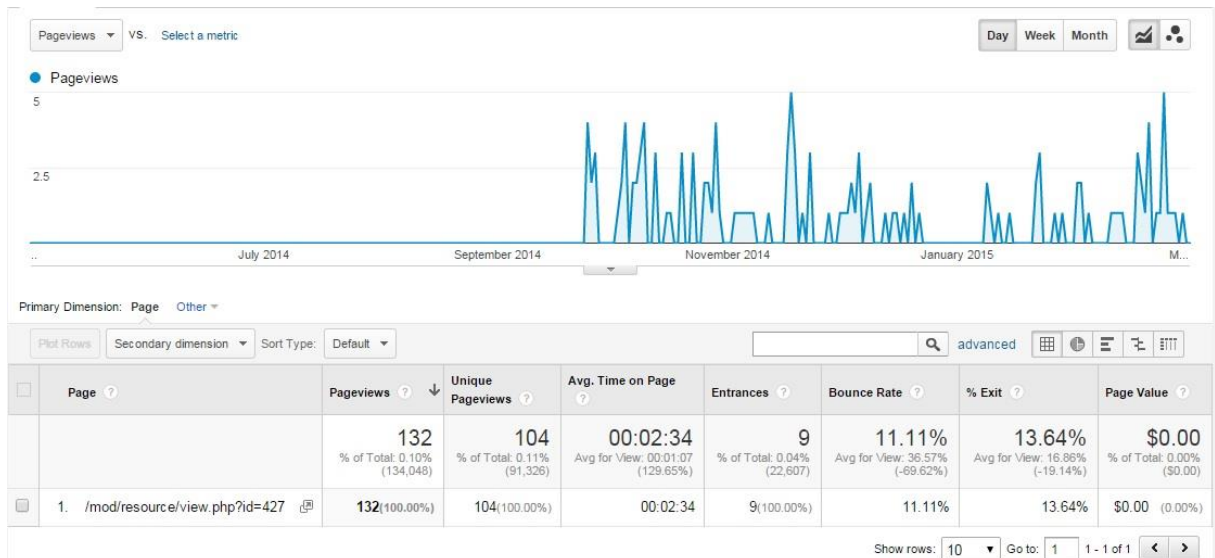 Pageviews VS. Select a metric Day Week Month
Pageviews
5
2.5
.. July 2014 September 2014 November 2014 January 2015 M...
Primary Dimension: Page Other
Plot Rows Secondary dimension Sort Type: Default advanced
Page ? Pageviews ? Unique Pageviews ? Avg. Time on Page ? Entrances ? Bounce Rate ? % Exit ? Page Value ?
132 104 00:02:34 9 11.11% 13.64% $0.00
% of Total: 0.10% % of Total: 0.11% Avg for View: 00:01:07 % of Total: 0.04% Avg for View: 36.57% Avg for View: 16.86% % of Total: 0.00%
(134,048) (91,326) (129.65%) (22,607) (-69.62%) (-19.14%) ($0.00)
1. /mod/resource/view.php?id=427 132(100.00%) 104(100.00%) 00:02:34 9(100.00%) 11.11% 13.64% $0.00 (0.00%)
Show rows: 10 Go to: 1 1 - 1 of 1